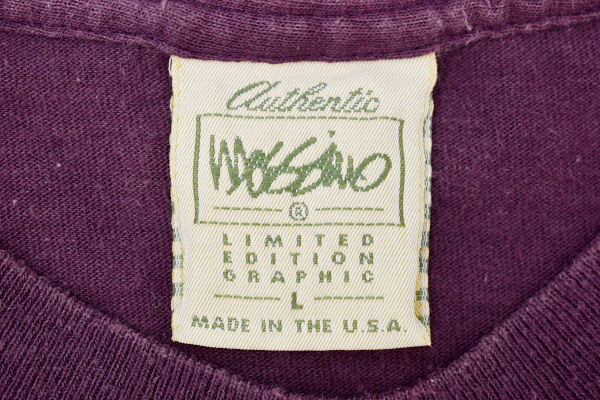 Authentic
Mossimo
®
LIMITED
EDITION
GRAPHIC
L
MADE IN THE U.S.A.